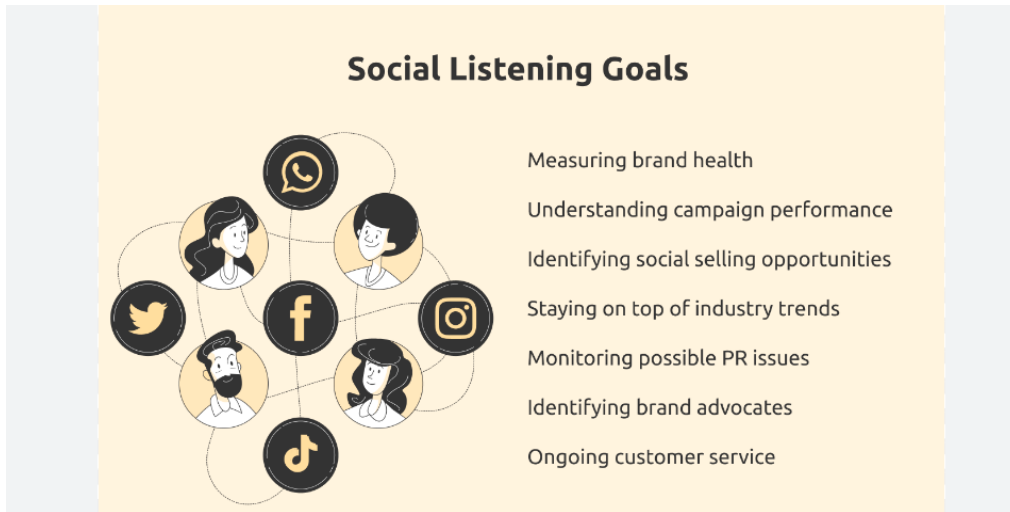 Social Listening Goals
Measuring brand health
Understanding campaign performance
Identifying social selling opportunities
Staying on top of industry trends
Monitoring possible PR issues
Identifying brand advocates
Ongoing customer service